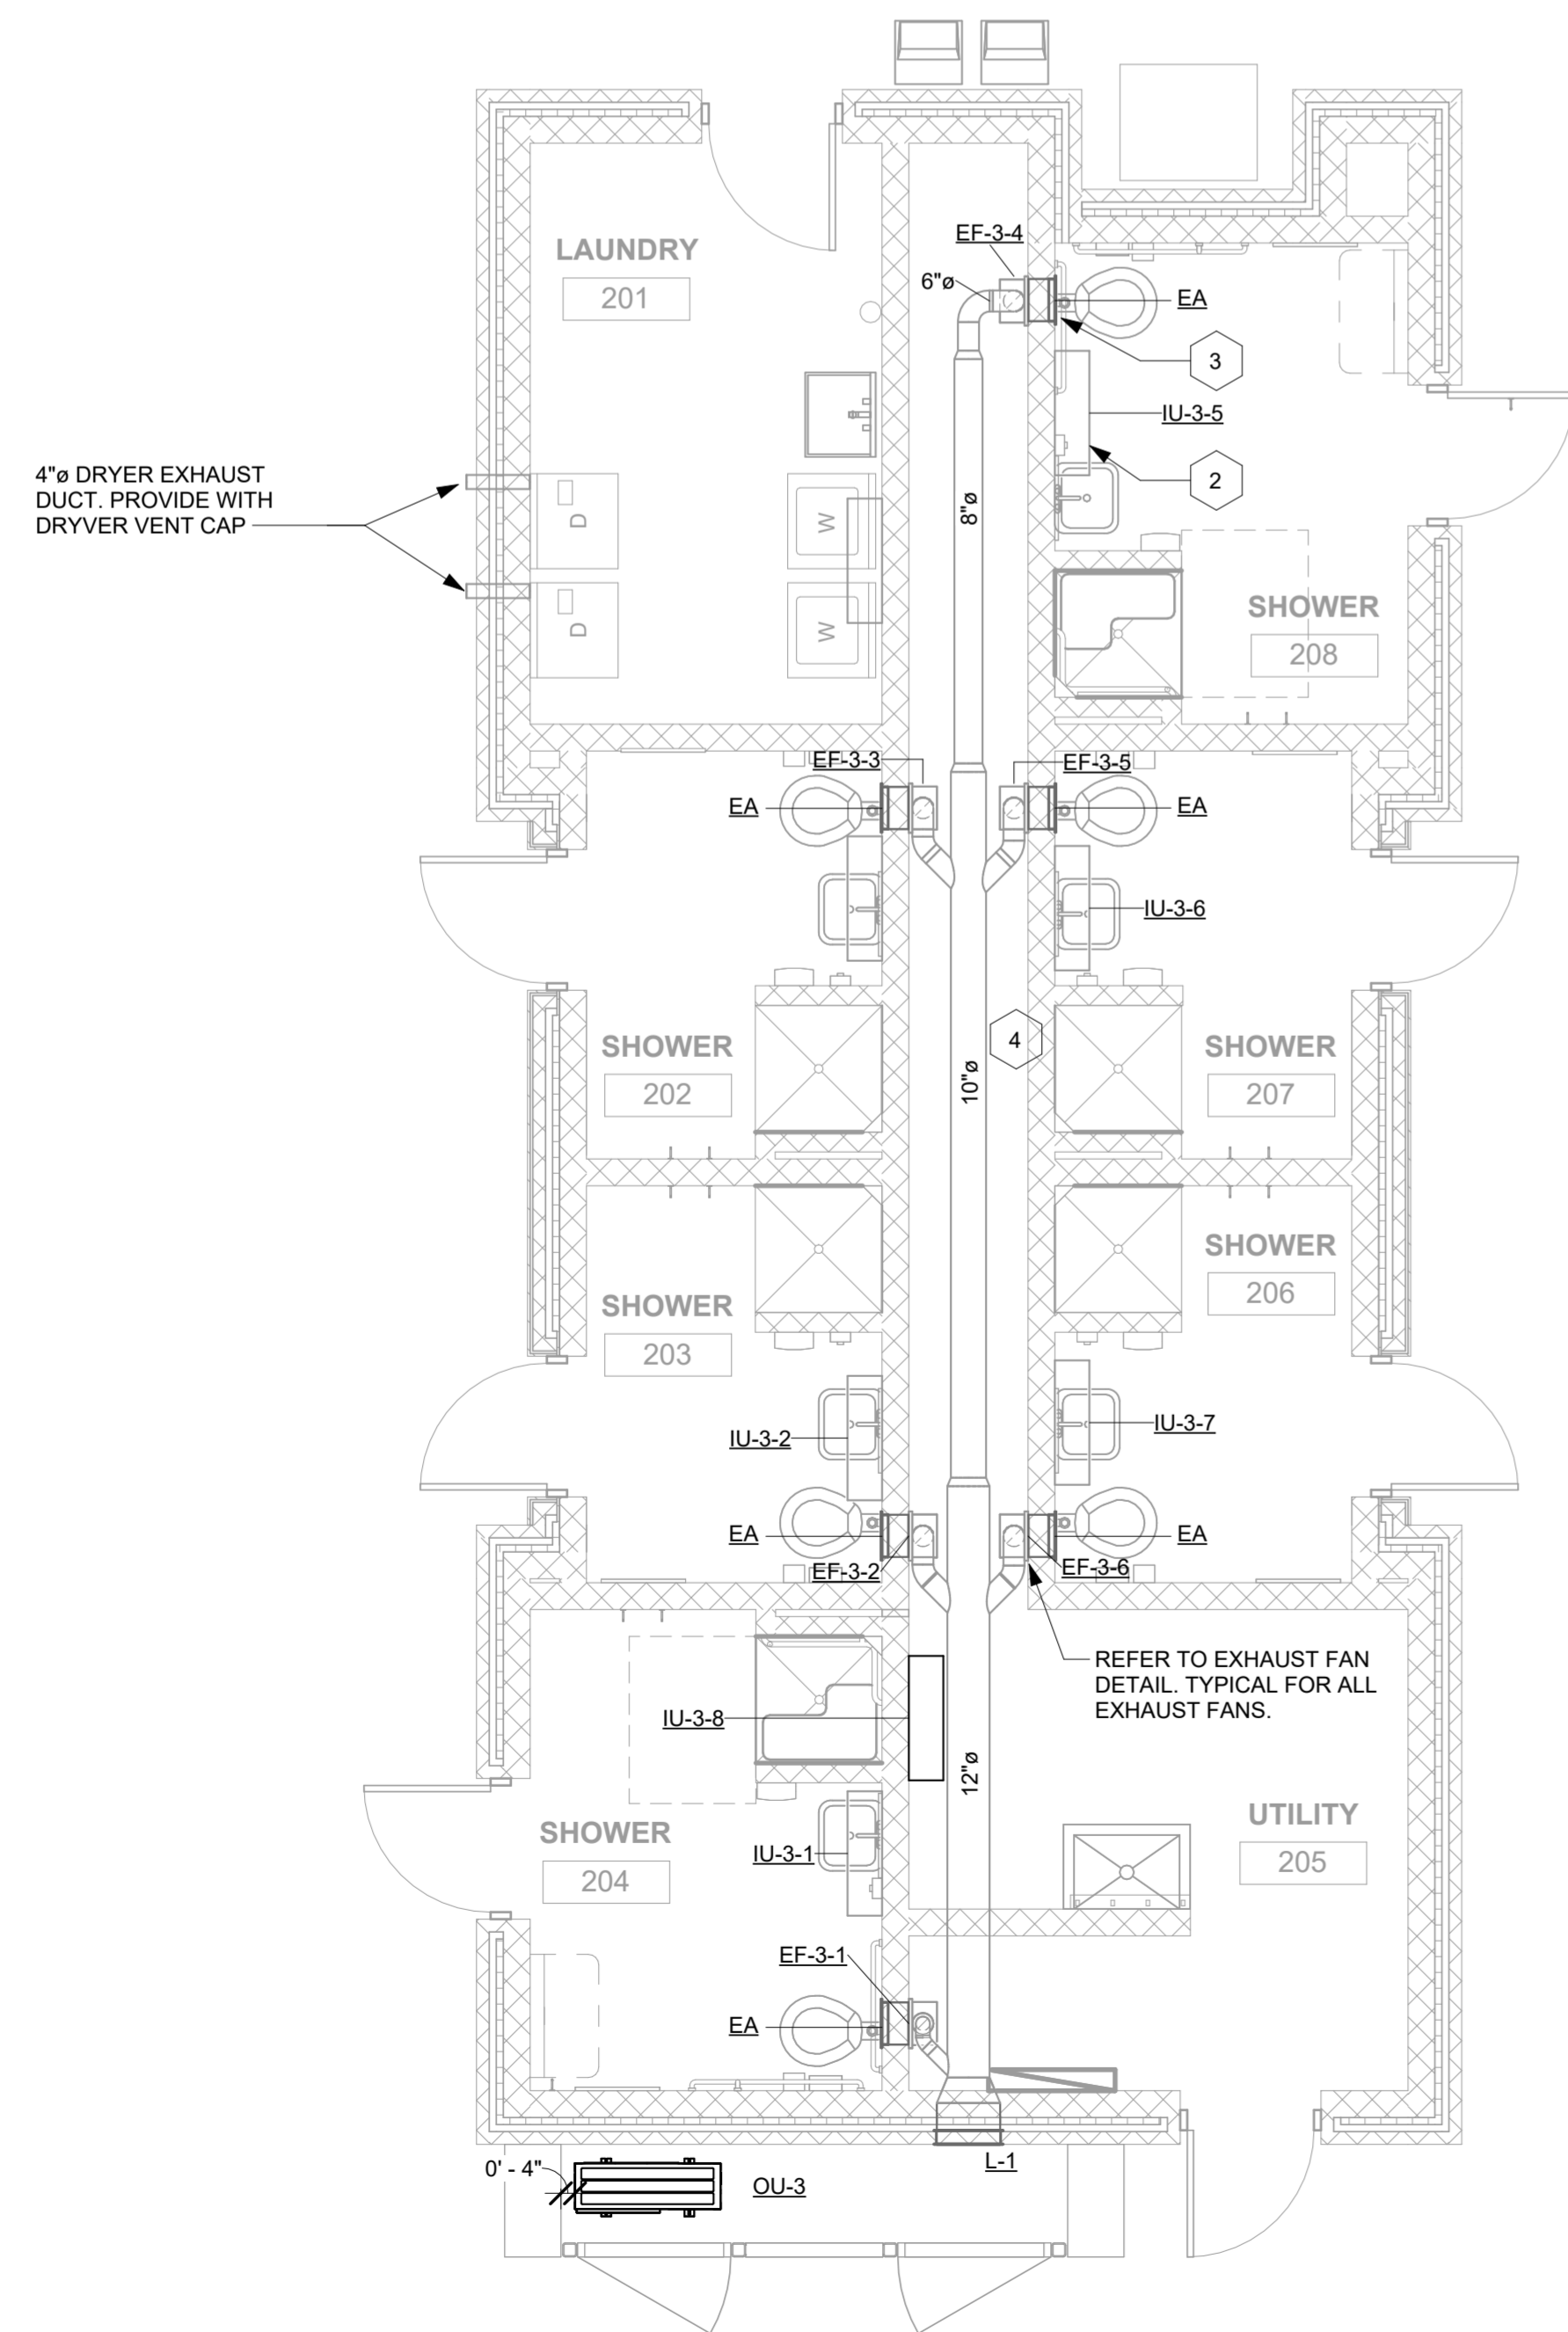 LAUNDRY
201
EF-3-4
6"ø
EA
3
IU-3-5
2
4"ø DRYER EXHAUST
DUCT. PROVIDE WITH
DRYVER VENT CAP
D
W
8"ø
D
W
SHOWER
208
EF-3-3
EF-3-5
EA
EA
IU-3-6
4
10"ø
SHOWER
202
SHOWER
207
SHOWER
203
SHOWER
206
IU-3-2
IU-3-7
EA
EA
EF-3-2
EF-3-6
REFER TO EXHAUST FAN
DETAIL. TYPICAL FOR ALL
EXHAUST FANS.
IU-3-8
12"ø
SHOWER
204
IU-3-1
UTILITY
205
EF-3-1
EA
L-1
0' - 4"
OU-3